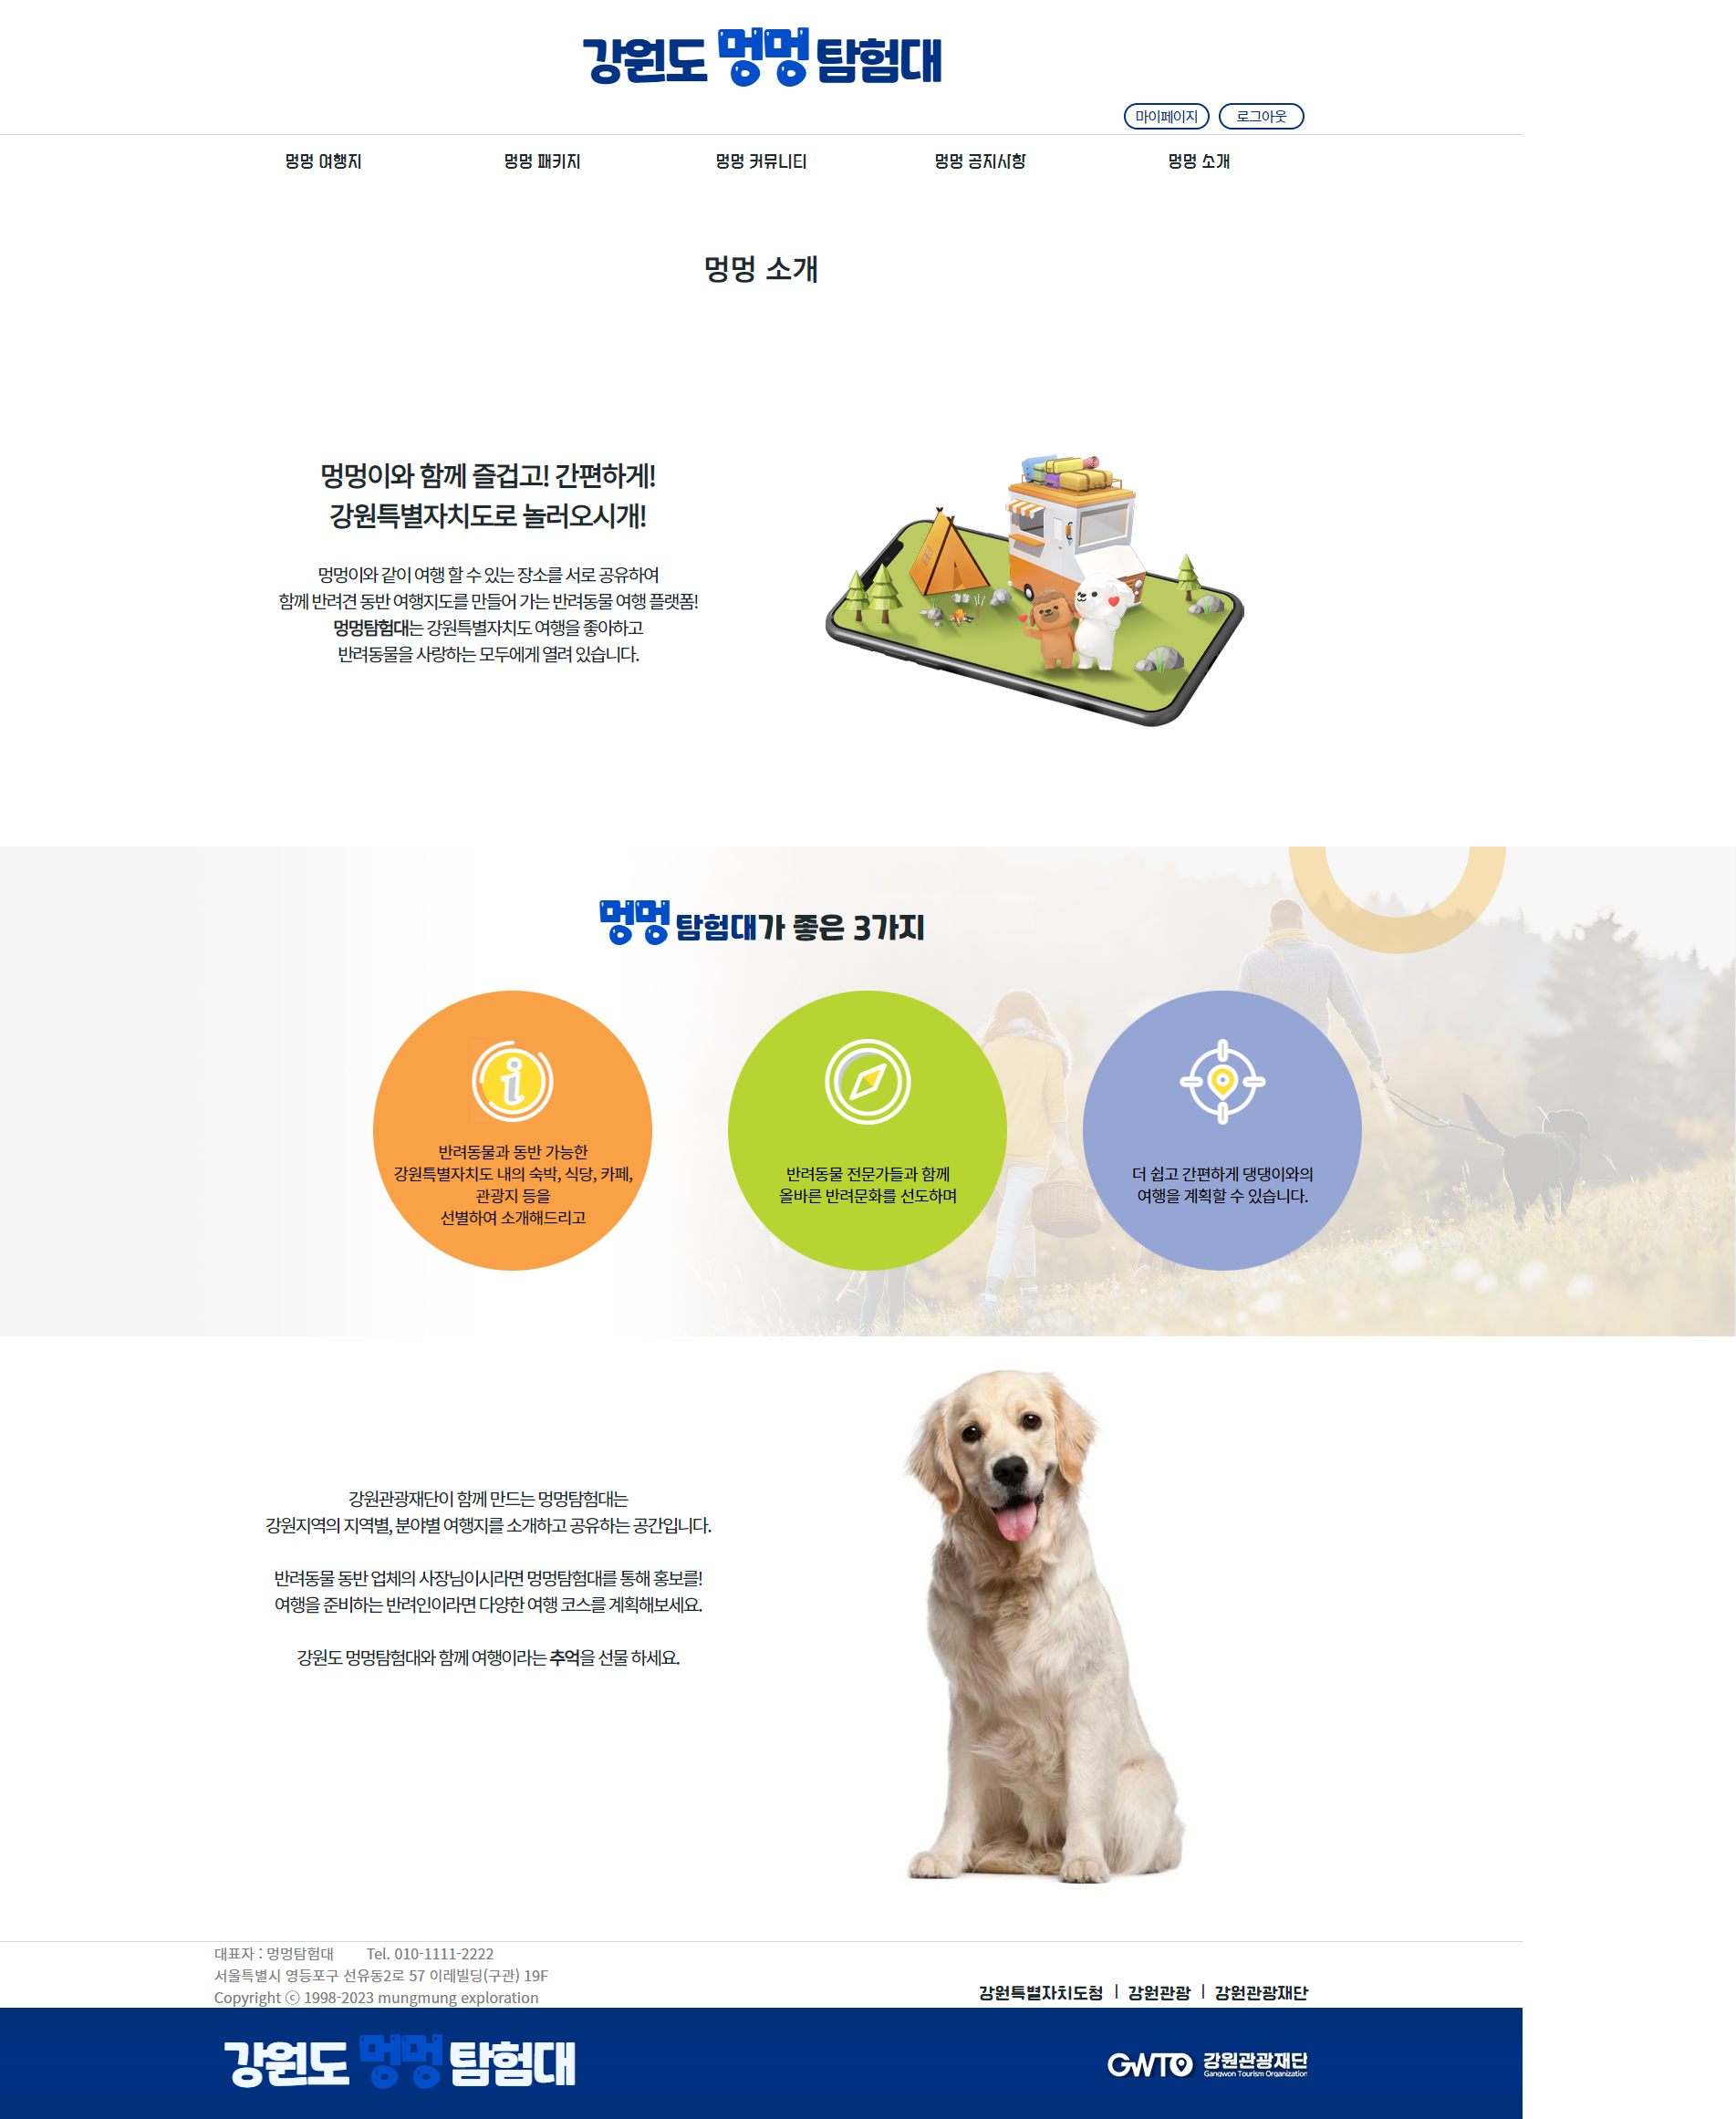 강원도 멍멍 탐험대
마이페이지 로그아웃
멍멍 여행지 멍멍 패키지 멍멍 커뮤니티 멍멍 공지사항 멍멍 소개
멍멍 소개
멍멍이와 함께 즐겁고! 간편하게!
강원특별자치도로 놀러오시개!
멍멍이와 같이 여행 할 수 있는 장소를 서로 공유하여
함께 반려견 동반 여행지도를 만들어 가는 반려동물 여행 플랫폼!
멍멍탐험대는 강원특별자치도 여행을 좋아하고
반려동물을 사랑하는 모두에게 열려 있습니다.
멍멍 탐험대가 좋은 3가지
반려동물과 동반 가능한
강원특별자치도 내의 숙박, 식당, 카페,
관광지 등을
선별하여 소개해드리고
반려동물 전문가들과 함께
올바른 반려문화를 선도하며
더 쉽고 간편하게 댕댕이와의
여행을 계획할 수 있습니다.
강원관광재단이 함께 만드는 멍멍탐험대는
강원지역의 지역별, 분야별 여행지를 소개하고 공유하는 공간입니다.
반려동물 동반 업체의 사장님이시라면 멍멍탐험대를 통해 홍보를!
여행을 준비하는 반려인이라면 다양한 여행 코스를 계획해보세요.
강원도 멍멍탐험대와 함께 여행이라는 추억을 선물 하세요.
대표자 : 멍멍탐험대 Tel. 010-1111-2222
서울특별시 영등포구 선유동2로 57 이레빌딩(구관) 19F
Copyright ⓒ 1998-2023 mungmung exploration
강원특별자치도청 | 강원관광 | 강원관광재단
강원도 멍멍 탐험대
GWTO 강원관광재단
Gangwon Tourism Organization